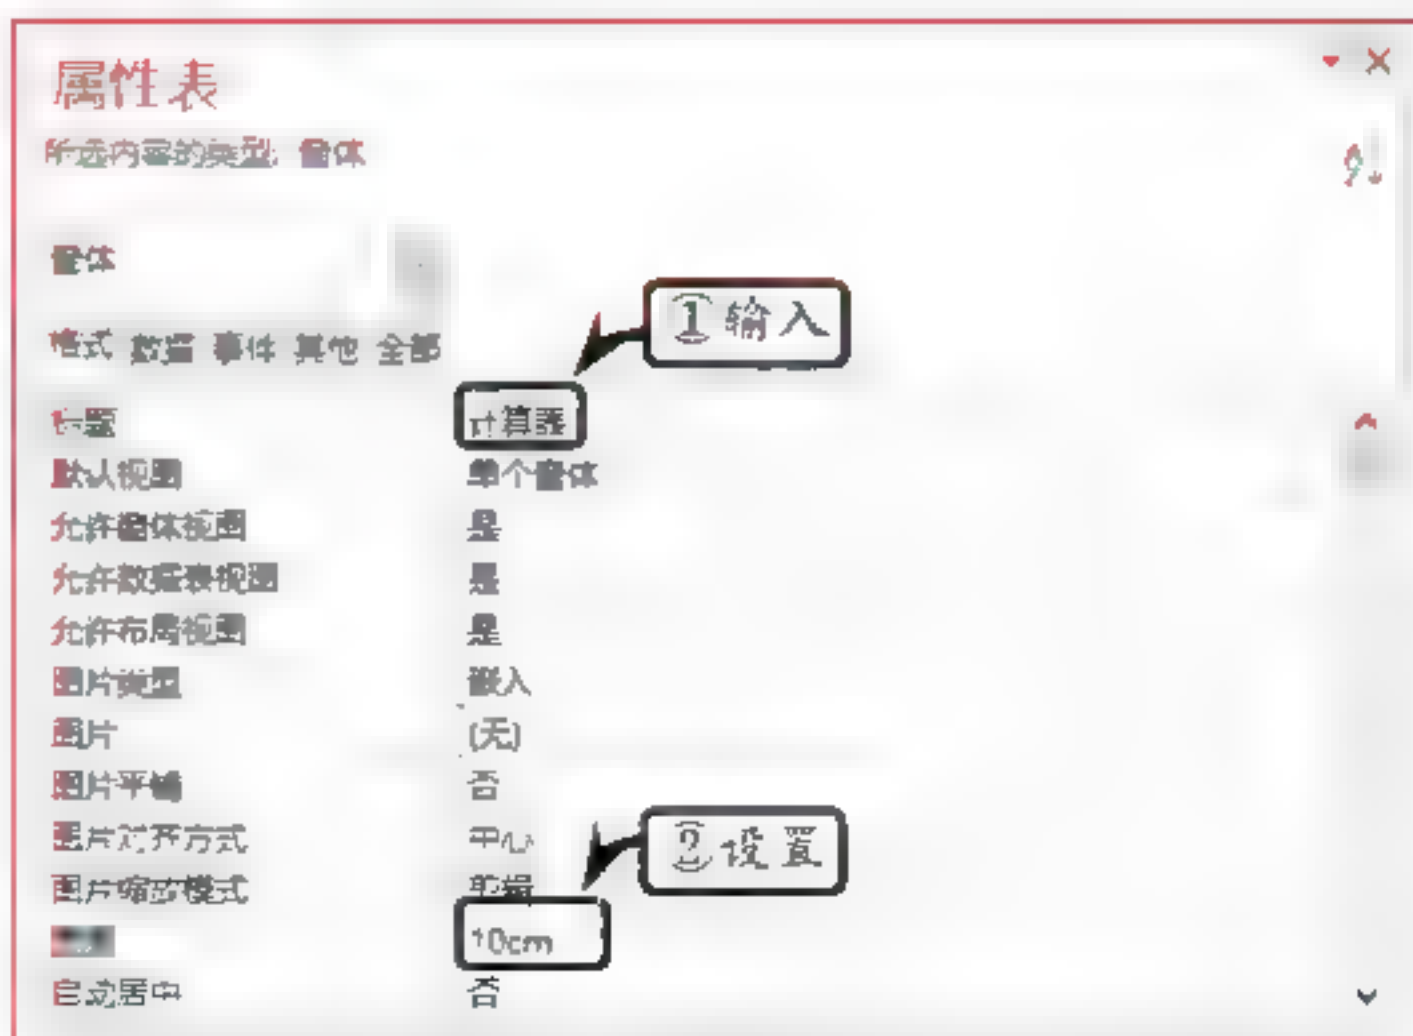 属性表
所选内容的类型: 窗体
窗体
格式 数据 事件 其他 全部
①输入
标题 计算器
默认视图 单个窗体
允许窗体视图 是
允许数据表视图 是
允许布局视图 是
图片类型 嵌入
图片 (无)
图片平铺 否
图片对齐方式 中心
②设置
图片缩放模式 剪辑
10cm
自动居中 否